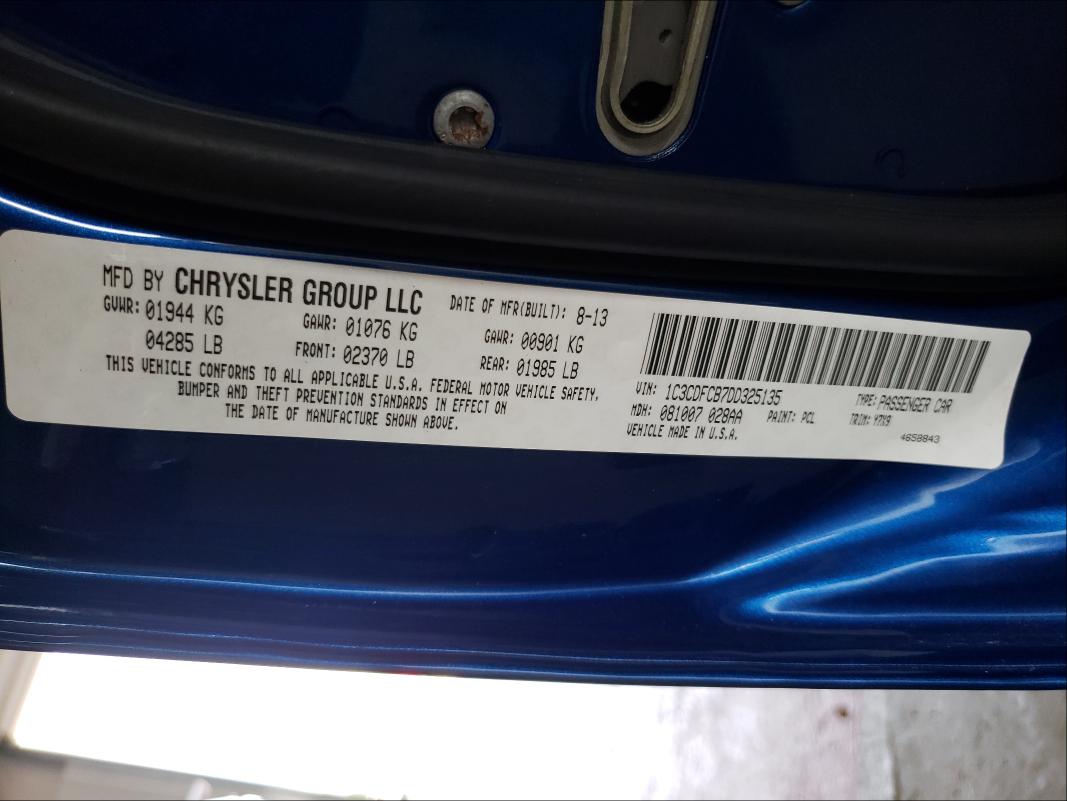 MFD BY CHRYSLER GROUP LLC
DATE OF MFR(BUILT): 8-13
GVWR: 01944 KG
04285 LB
GAWR: 01076 KG
FRONT: 02370 LB
GAWR: 00901 KG
REAR: 01985 LB
THIS VEHICLE CONFORMS TO ALL APPLICABLE U.S.A. FEDERAL MOTOR VEHICLE SAFETY,
BUMPER AND THEFT PREVENTION STANDARDS IN EFFECT ON
THE DATE OF MANUFACTURE SHOWN ABOVE.
VIN: 1C3CDFCB7DD325135
TYPE: PASSENGER CAR
MDH: 081007 028AA
PAINT: PCL
TRIM: Y7X9
VEHICLE MADE IN U.S.A.
4658843